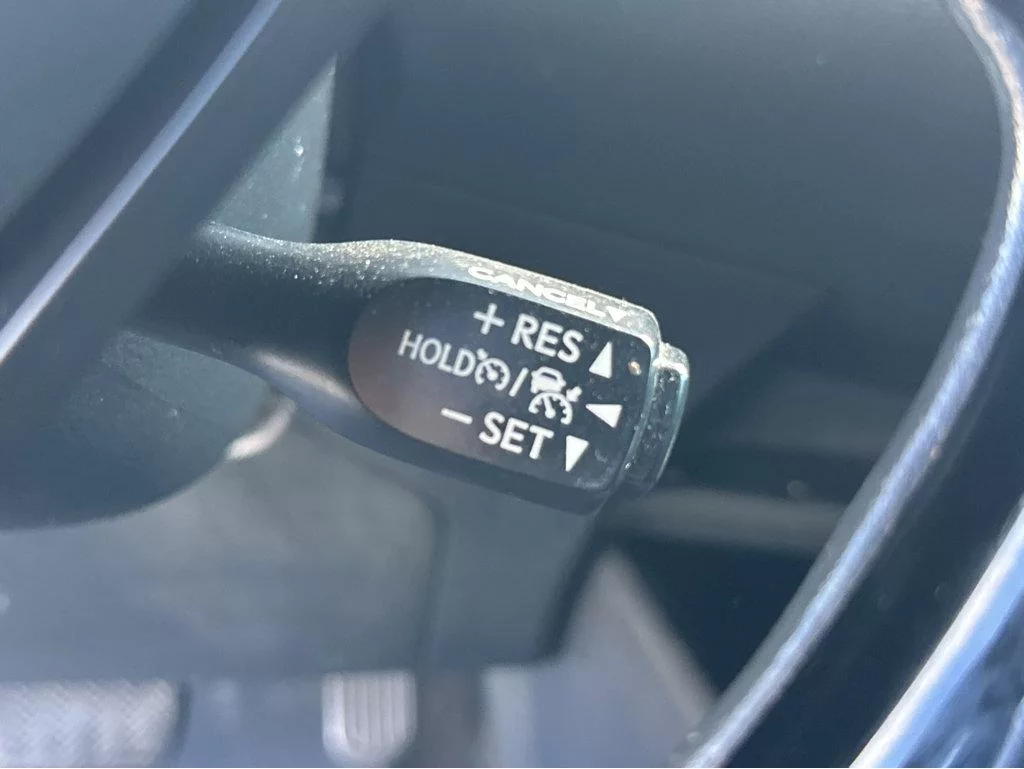 CANCEL
+ RES
HOLD /
− SET